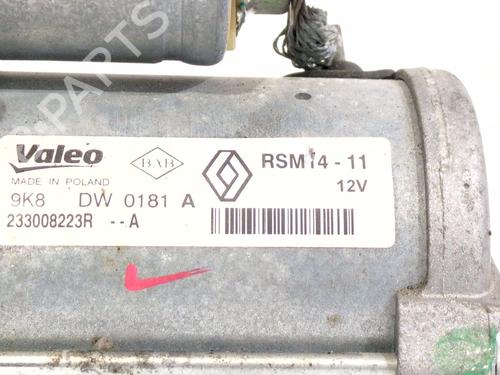 Valeo
BAB
RSM14-11
MADE IN POLAND
12V
9K8 DW 0181 A
233008223R --A
B-PARTS